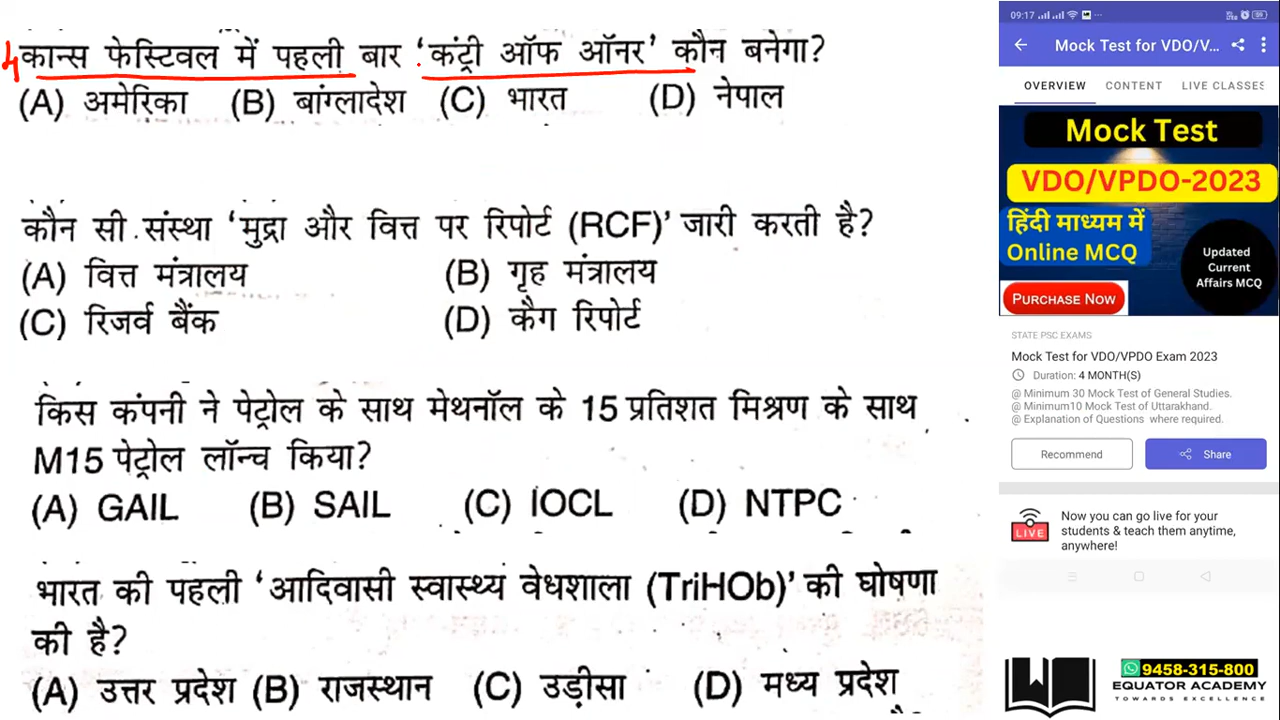 4 कान्स फेस्टिवल में पहली बार 'कंट्री ऑफ ऑनर' कौन बनेगा?
(A) अमेरिका (B) बांग्लादेश (C) भारत (D) नेपाल
कौन सी संस्था 'मुद्रा और वित्त पर रिपोर्ट (RCF)' जारी करती है?
(A) वित्त मंत्रालय (B) गृह मंत्रालय
(C) रिजर्व बैंक (D) कैग रिपोर्ट
किस कंपनी ने पेट्रोल के साथ मेथनॉल के 15 प्रतिशत मिश्रण के साथ
M15 पेट्रोल लॉन्च किया?
(A) GAIL (B) SAIL (C) IOCL (D) NTPC
भारत की पहली 'आदिवासी स्वास्थ्य वेधशाला (TriHOb)' की घोषणा
की है?
(A) उत्तर प्रदेश (B) राजस्थान (C) उड़ीसा (D) मध्य प्रदेश
09:17
Mock Test for VDO/V...
OVERVIEW CONTENT LIVE CLASSES
Mock Test
VDO/VPDO-2023
हिंदी माध्यम में
Online MCQ
Updated
Current
Affairs MCQ
PURCHASE NOW
STATE PSC EXAMS
Mock Test for VDO/VPDO Exam 2023
Duration: 4 MONTH(S)
@ Minimum 30 Mock Test of General Studies.
@ Minimum10 Mock Test of Uttarakhand.
@ Explanation of Questions where required.
Recommend Share
LIVE
Now you can go live for your
students & teach them anytime,
anywhere!
9458-315-800
EQUATOR ACADEMY
TOWARDS EXCELLENCE